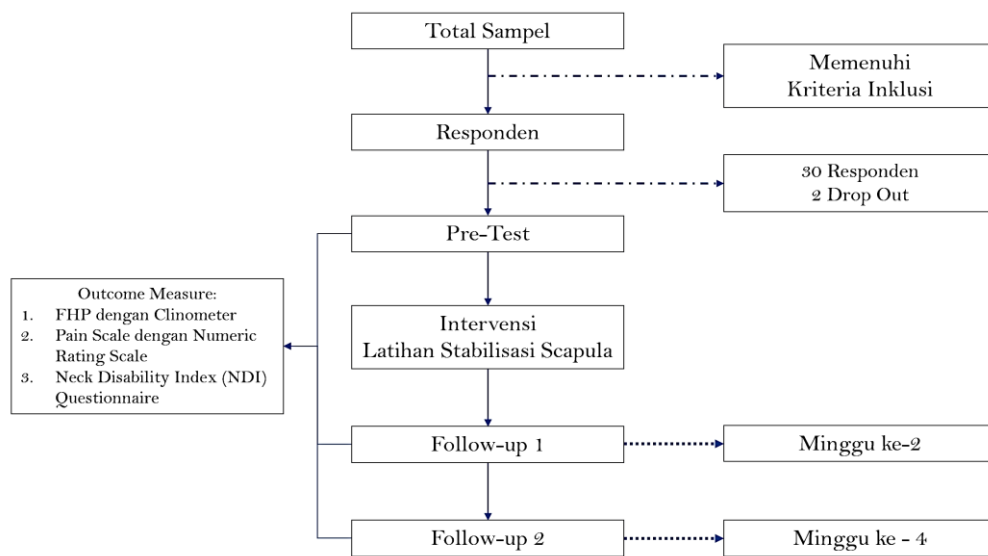 Total Sampel
Memenuhi
Kriteria Inklusi
Responden
30 Responden
2 Drop Out
Pre-Test
Outcome Measure:
1. FHP dengan Clinometer
2. Pain Scale dengan Numeric
Rating Scale
3. Neck Disability Index (NDI)
Questionnaire
Intervensi
Latihan Stabilisasi Scapula
Follow-up 1
Minggu ke-2
Follow-up 2
Minggu ke - 4